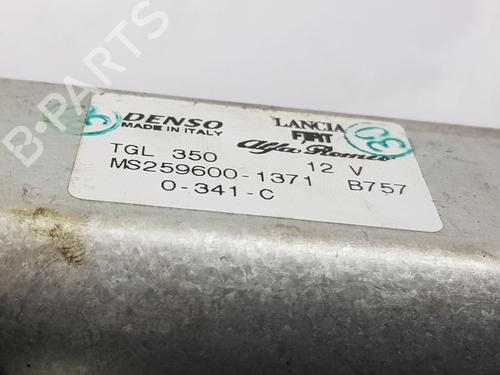 DENSO
MADE IN ITALY
LANCIA
FIAT
Alfa Romeo
TGL 350 12 V
MS259600-1371 B757
0-341-C
B-PARTS